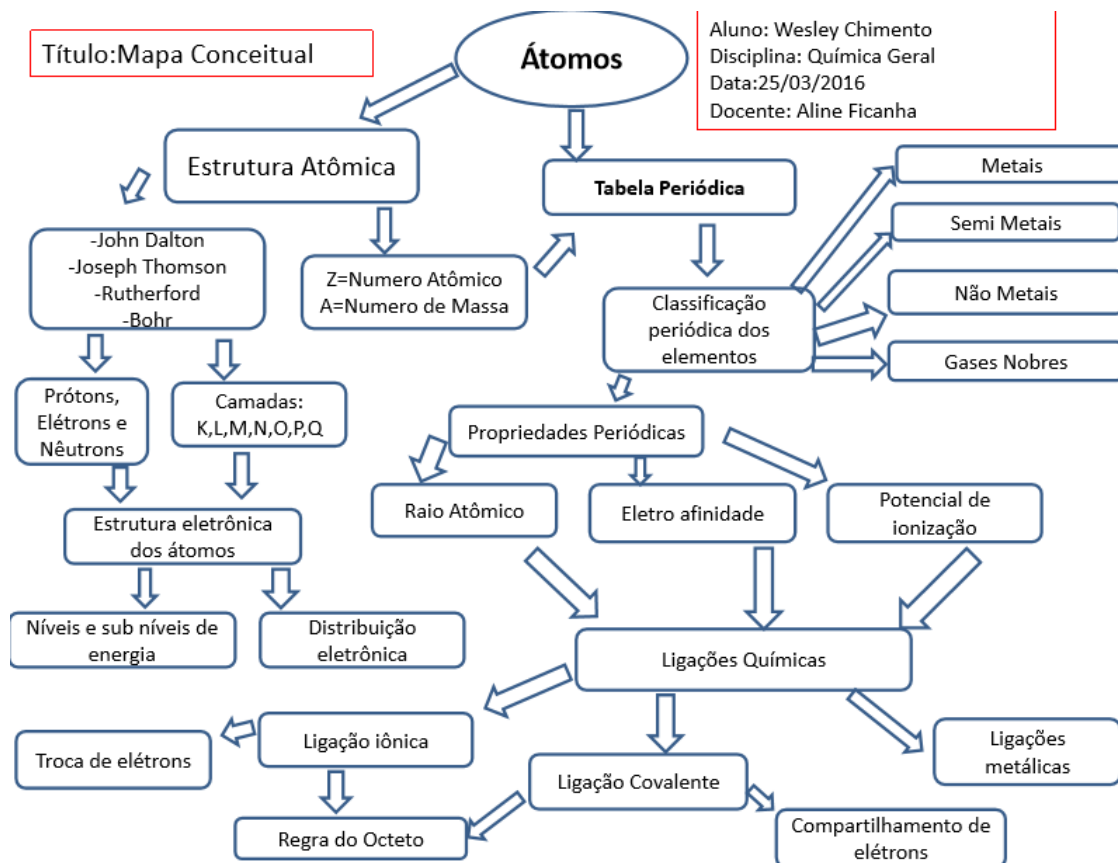 Título:Mapa Conceitual
Átomos
Aluno: Wesley Chimento
Disciplina: Química Geral
Data:25/03/2016
Docente: Aline Ficanha
Estrutura Atômica
Tabela Periódica
Metais
Semi Metais
Não Metais
Gases Nobres
-John Dalton
-Joseph Thomson
-Rutherford
-Bohr
Z=Numero Atômico
A=Numero de Massa
Classificação
periódica dos
elementos
Prótons,
Elétrons e
Nêutrons
Camadas:
K,L,M,N,O,P,Q
Propriedades Periódicas
Raio Atômico
Eletro afinidade
Potencial de
ionização
Estrutura eletrônica
dos átomos
Níveis e sub níveis de
energia
Distribuição
eletrônica
Ligações Químicas
Troca de elétrons
Ligação iônica
Ligação Covalente
Ligações
metálicas
Regra do Octeto
Compartilhamento de
elétrons